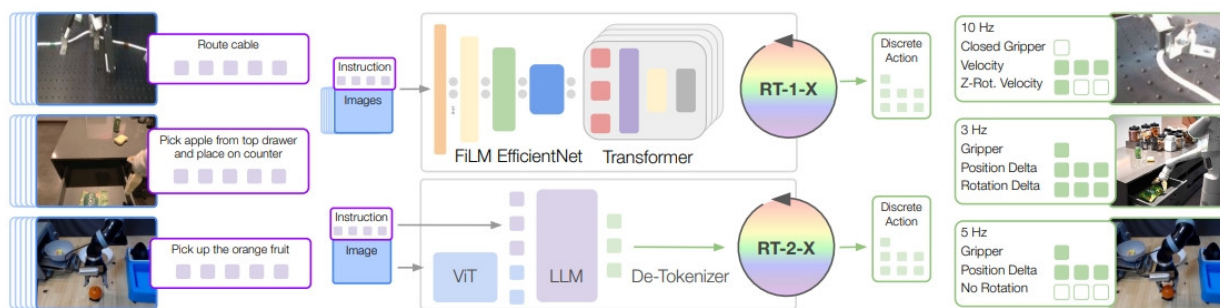 Route cable
Pick apple from top drawer
and place on counter
Pick up the orange fruit
Instruction
Images
FiLM EfficientNet
Transformer
RT-1-X
Discrete
Action
Instruction
Image
ViT
LLM
De-Tokenizer
RT-2-X
Discrete
Action
10 Hz
Closed Gripper
Velocity
Z-Rot. Velocity
3 Hz
Gripper
Position Delta
Rotation Delta
5 Hz
Gripper
Position Delta
No Rotation